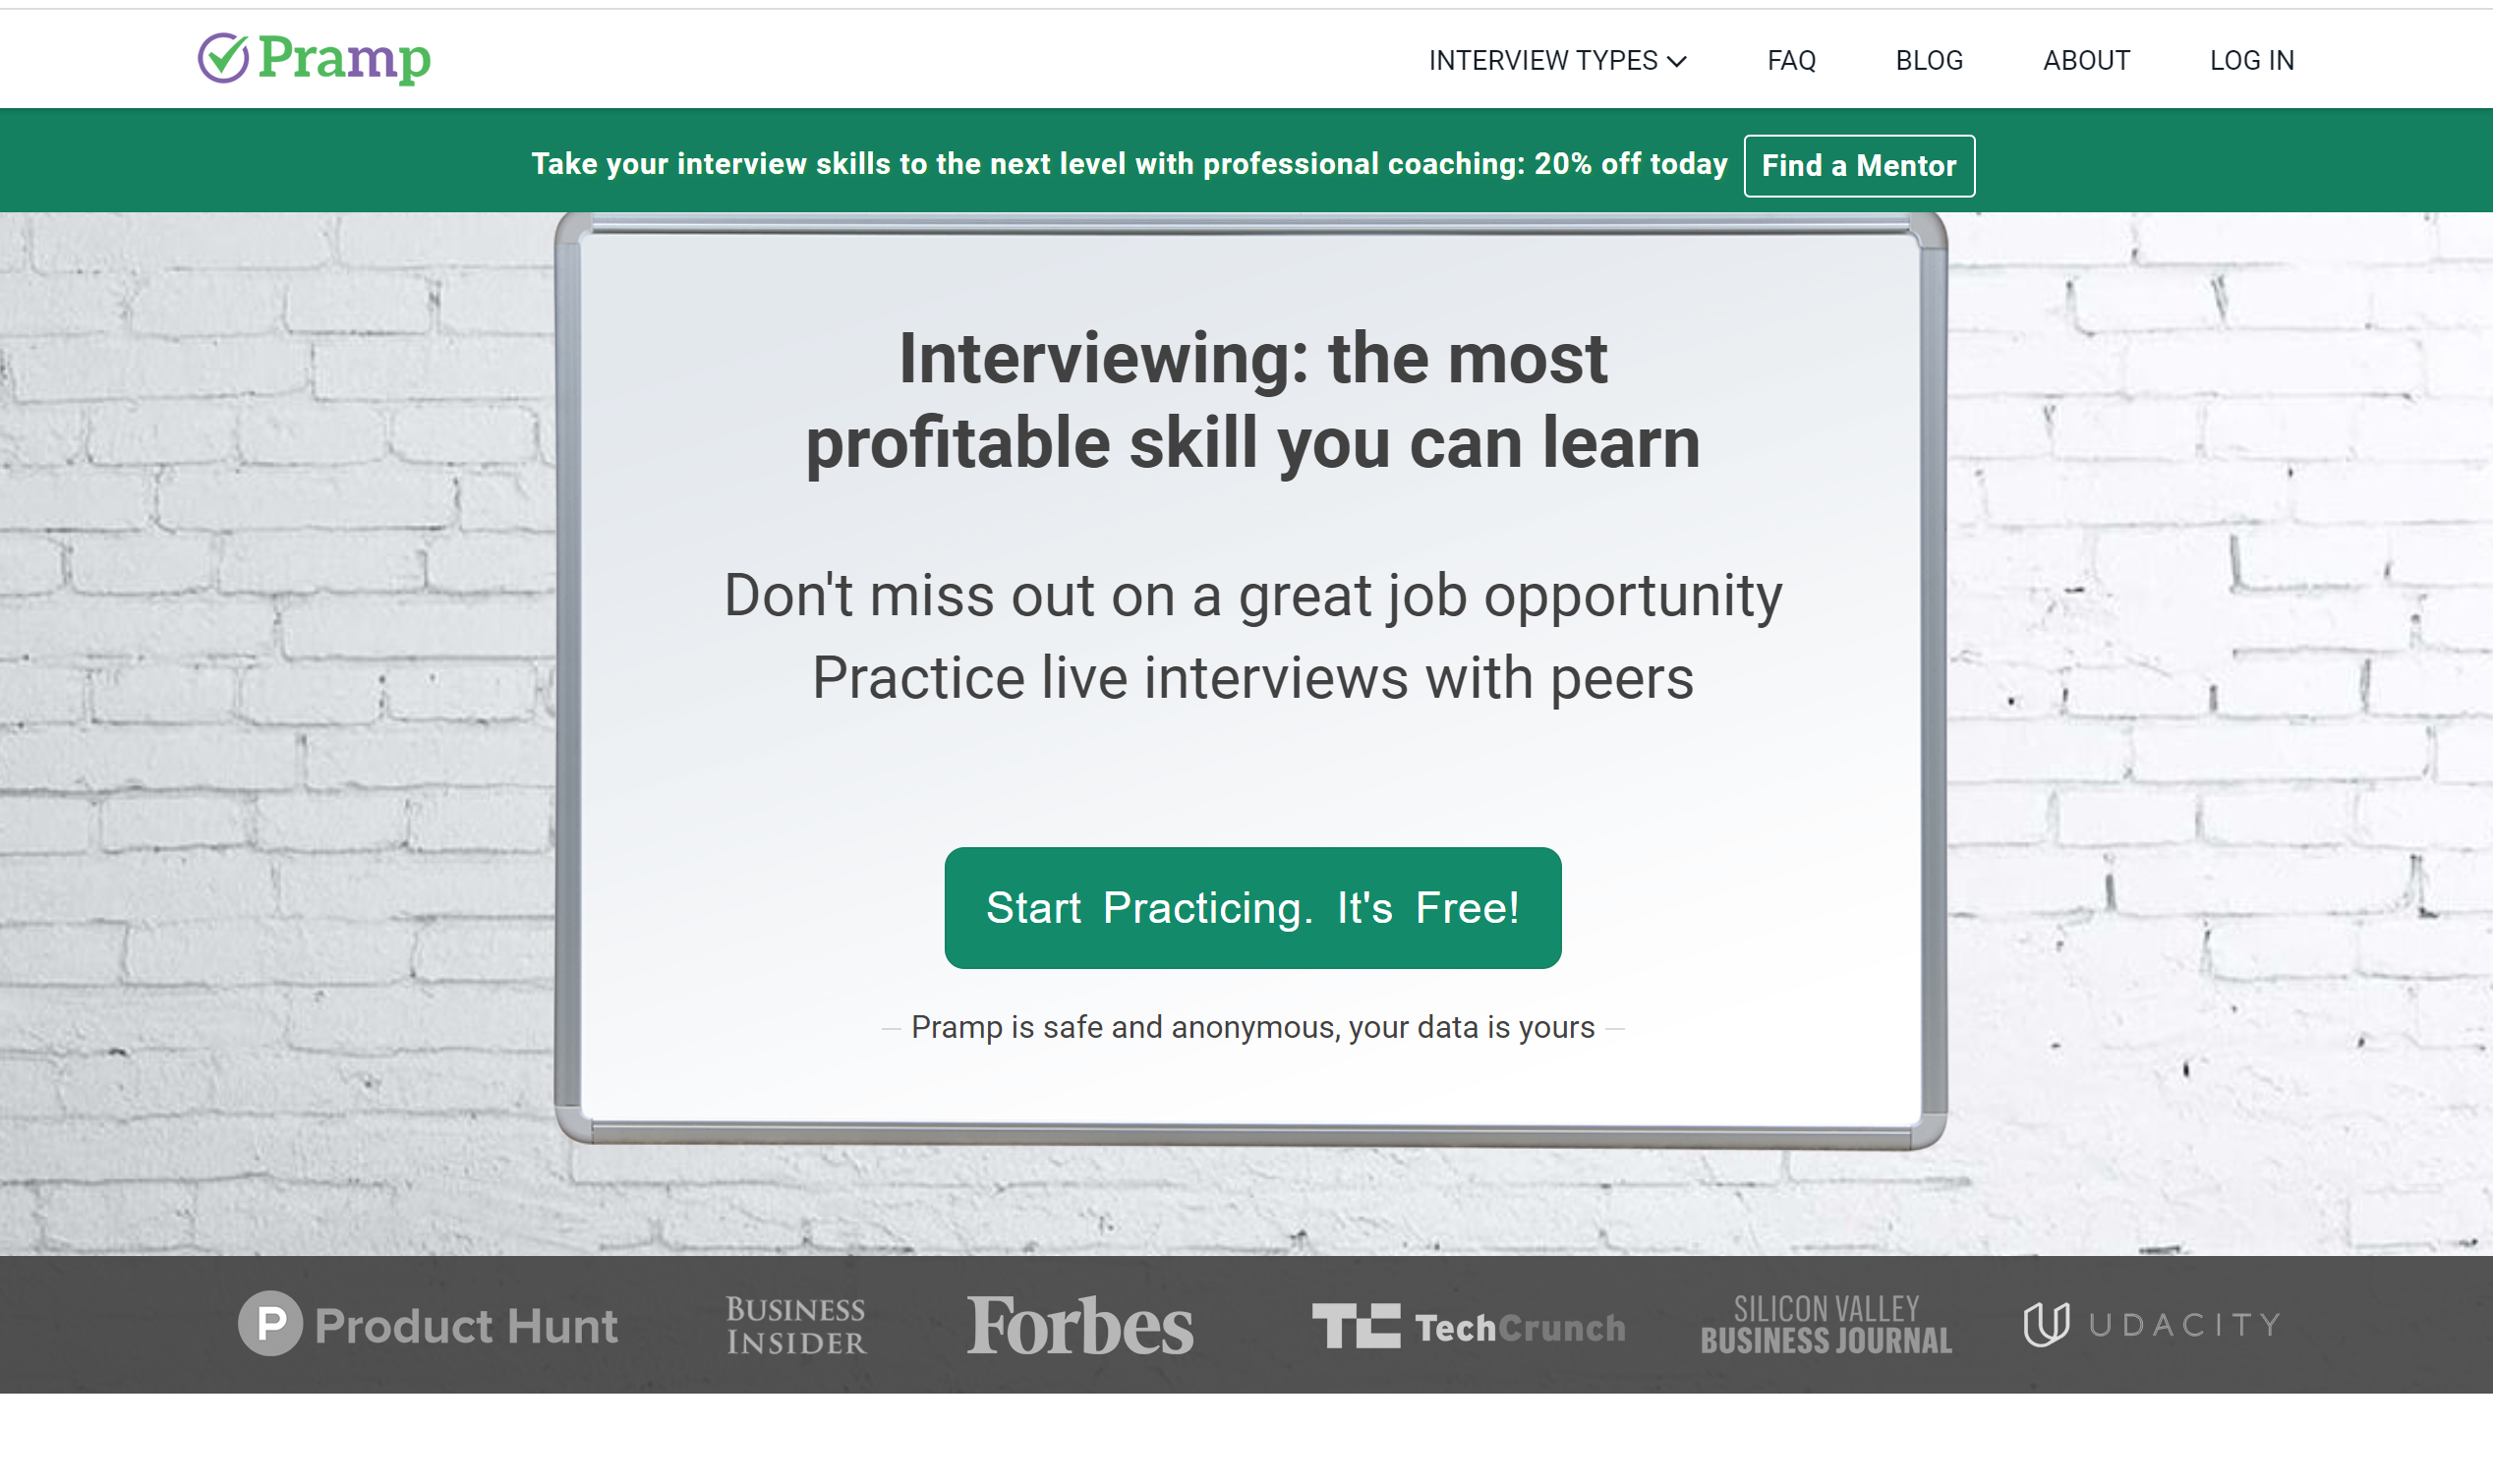 Pramp
INTERVIEW TYPES
FAQ
BLOG
ABOUT
LOG IN
Take your interview skills to the next level with professional coaching: 20% off today
Find a Mentor
Interviewing: the most
profitable skill you can learn
Don't miss out on a great job opportunity
Practice live interviews with peers
Start Practicing. It's Free!
Pramp is safe and anonymous, your data is yours
P Product Hunt
BUSINESS
INSIDER
Forbes
TC TechCrunch
SILICON VALLEY
BUSINESS JOURNAL
UDACITY